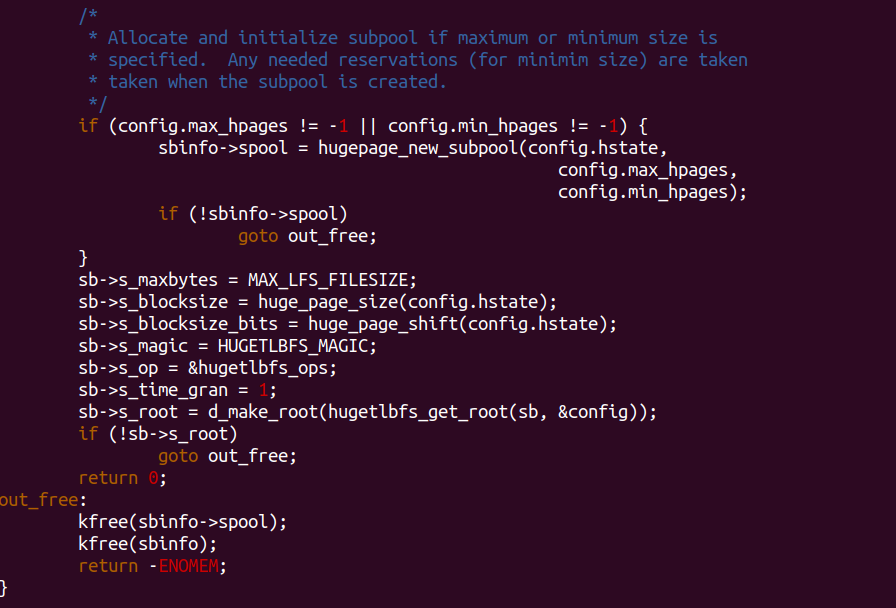 /*
 * Allocate and initialize subpool if maximum or minimum size is
 * specified.  Any needed reservations (for minimim size) are taken
 * taken when the subpool is created.
 */
if (config.max_hpages != -1 || config.min_hpages != -1) {
sbinfo->spool = hugepage_new_subpool(config.hstate,
config.max_hpages,
config.min_hpages);
if (!sbinfo->spool)
goto out_free;
}
sb->s_maxbytes = MAX_LFS_FILESIZE;
sb->s_blocksize = huge_page_size(config.hstate);
sb->s_blocksize_bits = huge_page_shift(config.hstate);
sb->s_magic = HUGETLBFS_MAGIC;
sb->s_op = &hugetlbfs_ops;
sb->s_time_gran = 1;
sb->s_root = d_make_root(hugetlbfs_get_root(sb, &config));
if (!sb->s_root)
goto out_free;
return 0;
out_free:
kfree(sbinfo->spool);
kfree(sbinfo);
return -ENOMEM;
}